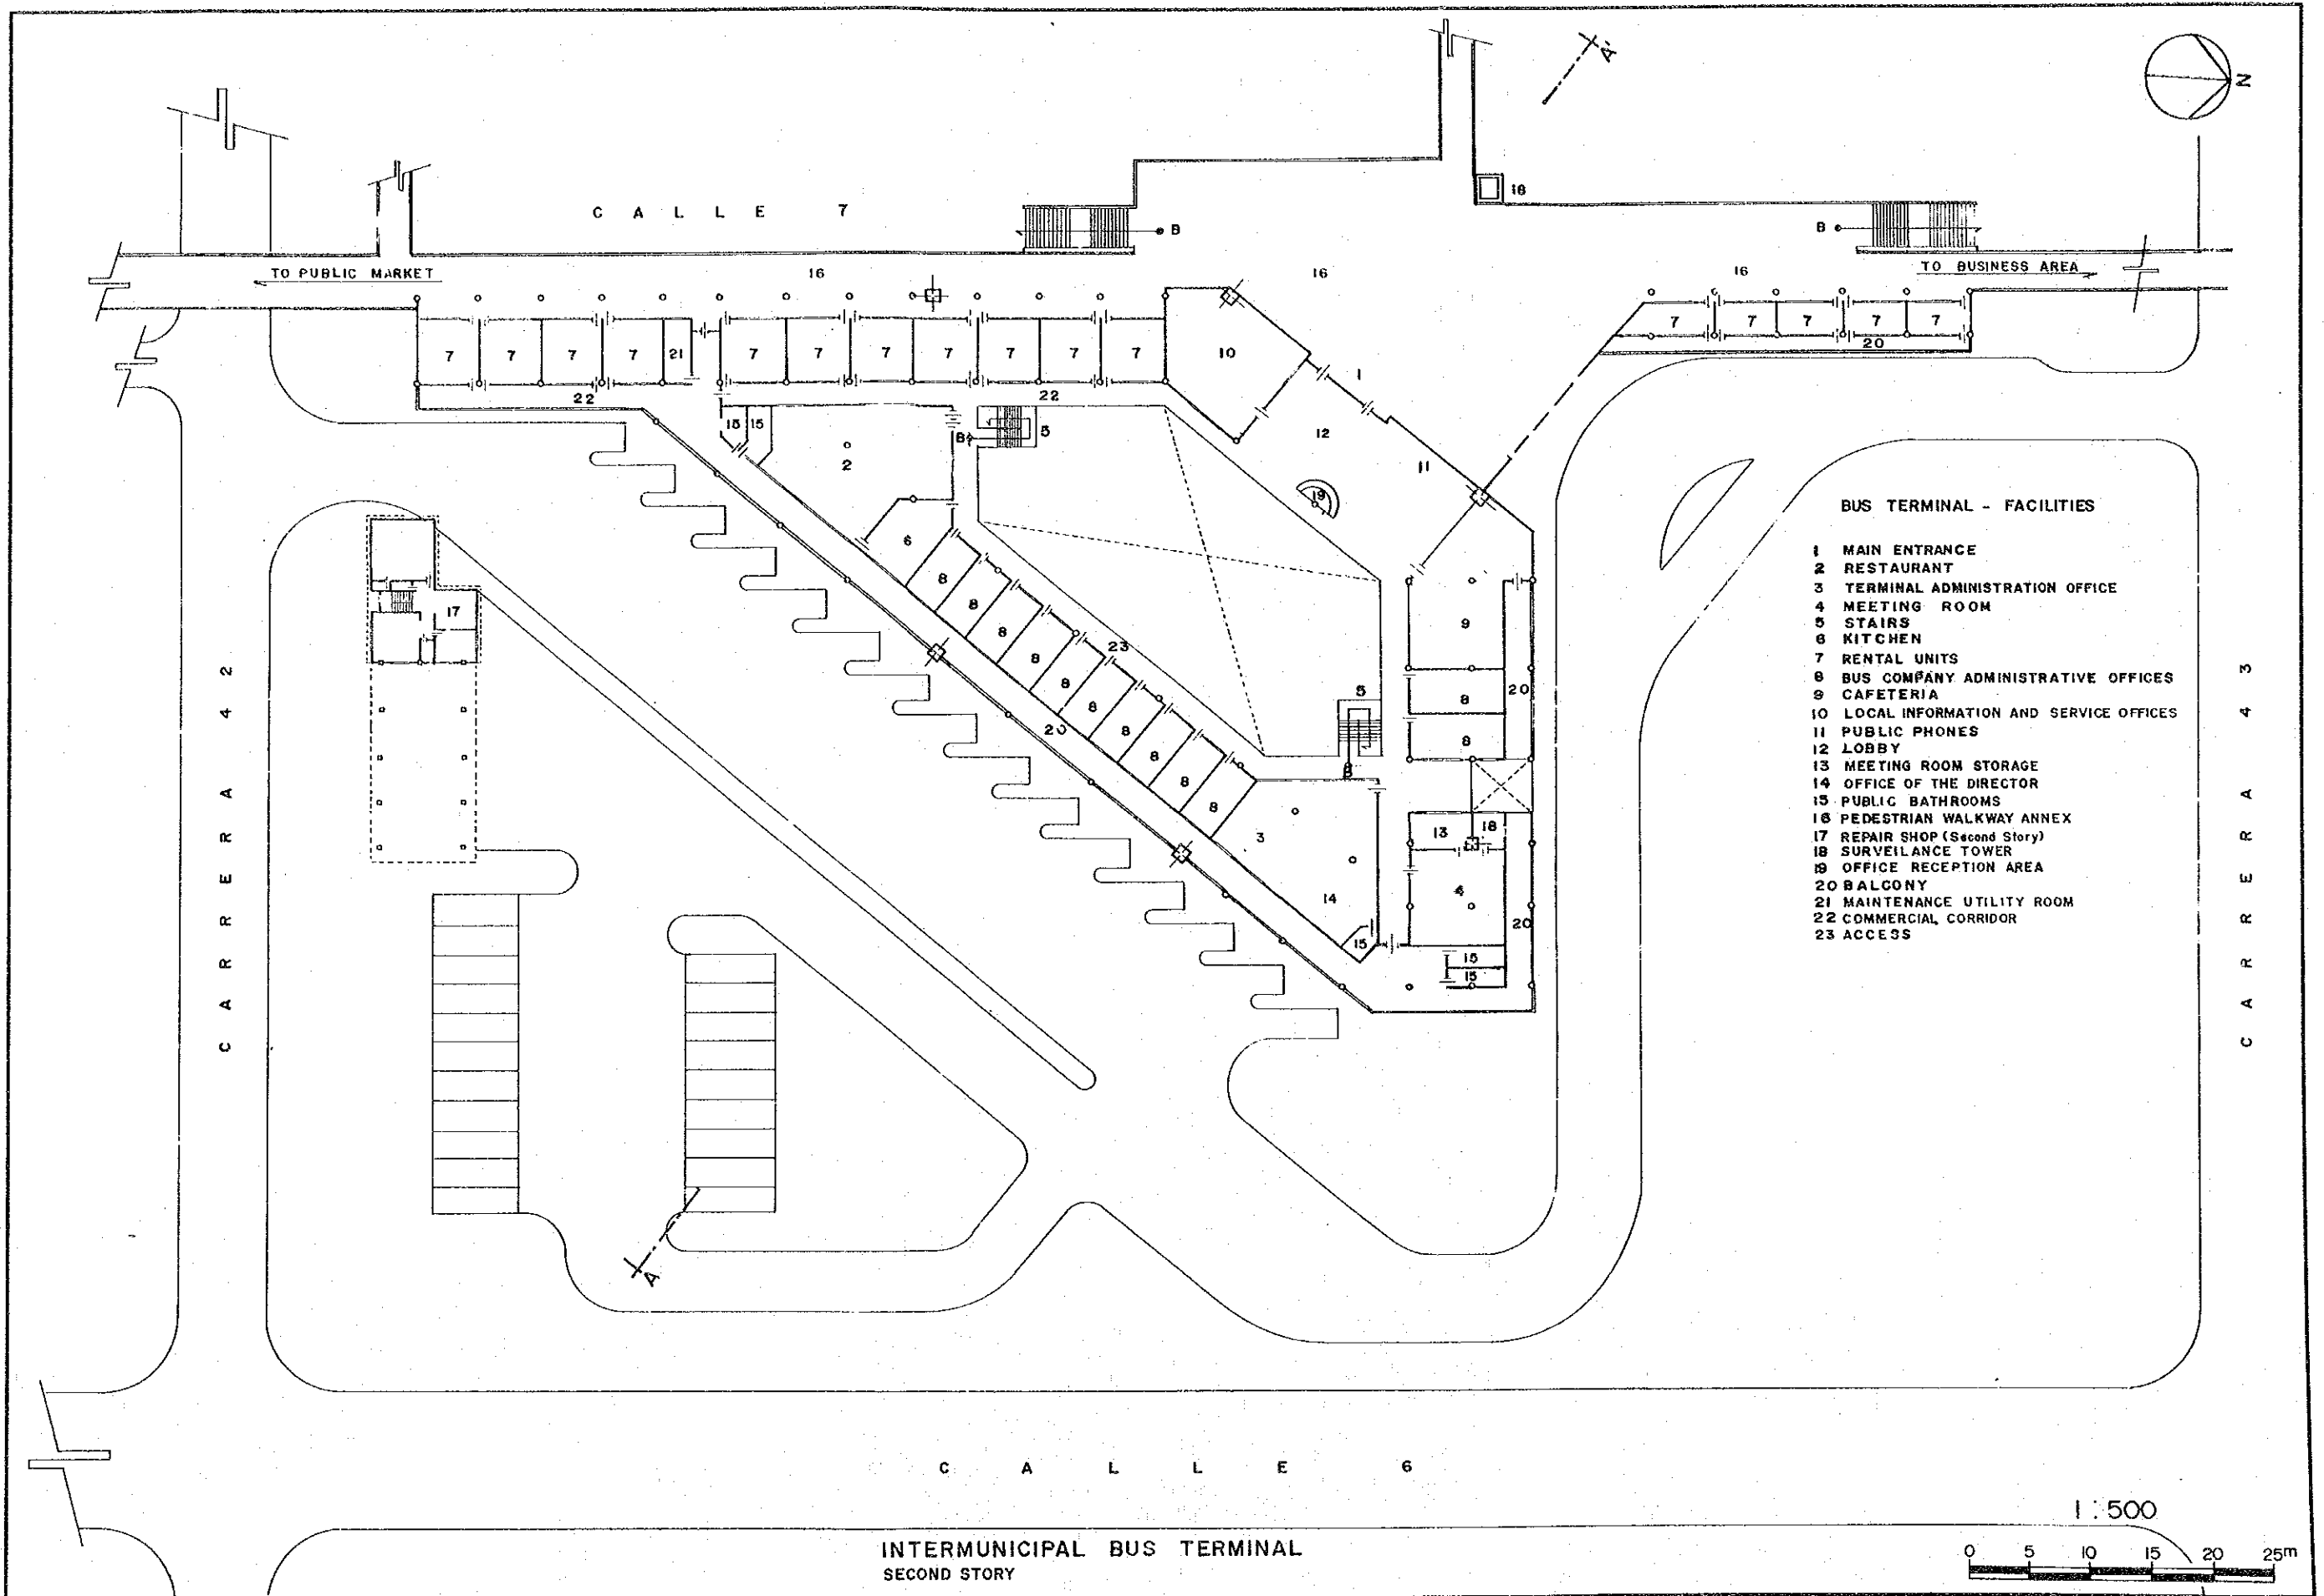 A'
N
18
CALLE 7
B
B
TO PUBLIC MARKET
16
16
16
TO BUSINESS AREA
7 7 7 7 21 7 7 7 7 7 7 7
10
1
7 7 7 7 7
20
22
22
15 15
B
5
2
12
11
19
6
8 8 8 8 8 8 8 8 8 8
23
20
9
8
8
20
5
B
3
14
13
18
4
20
15
15
15
17
CARRERA 42
CARRERA 43
BUS TERMINAL - FACILITIES
1 MAIN ENTRANCE
2 RESTAURANT
3 TERMINAL ADMINISTRATION OFFICE
4 MEETING ROOM
5 STAIRS
6 KITCHEN
7 RENTAL UNITS
8 BUS COMPANY ADMINISTRATIVE OFFICES
9 CAFETERIA
10 LOCAL INFORMATION AND SERVICE OFFICES
11 PUBLIC PHONES
12 LOBBY
13 MEETING ROOM STORAGE
14 OFFICE OF THE DIRECTOR
15 PUBLIC BATHROOMS
16 PEDESTRIAN WALKWAY ANNEX
17 REPAIR SHOP (Second Story)
18 SURVEILANCE TOWER
19 OFFICE RECEPTION AREA
20 BALCONY
21 MAINTENANCE UTILITY ROOM
22 COMMERCIAL CORRIDOR
23 ACCESS
A
CALLE 6
1:500
0 5 10 15 20 25m
INTERMUNICIPAL BUS TERMINAL
SECOND STORY